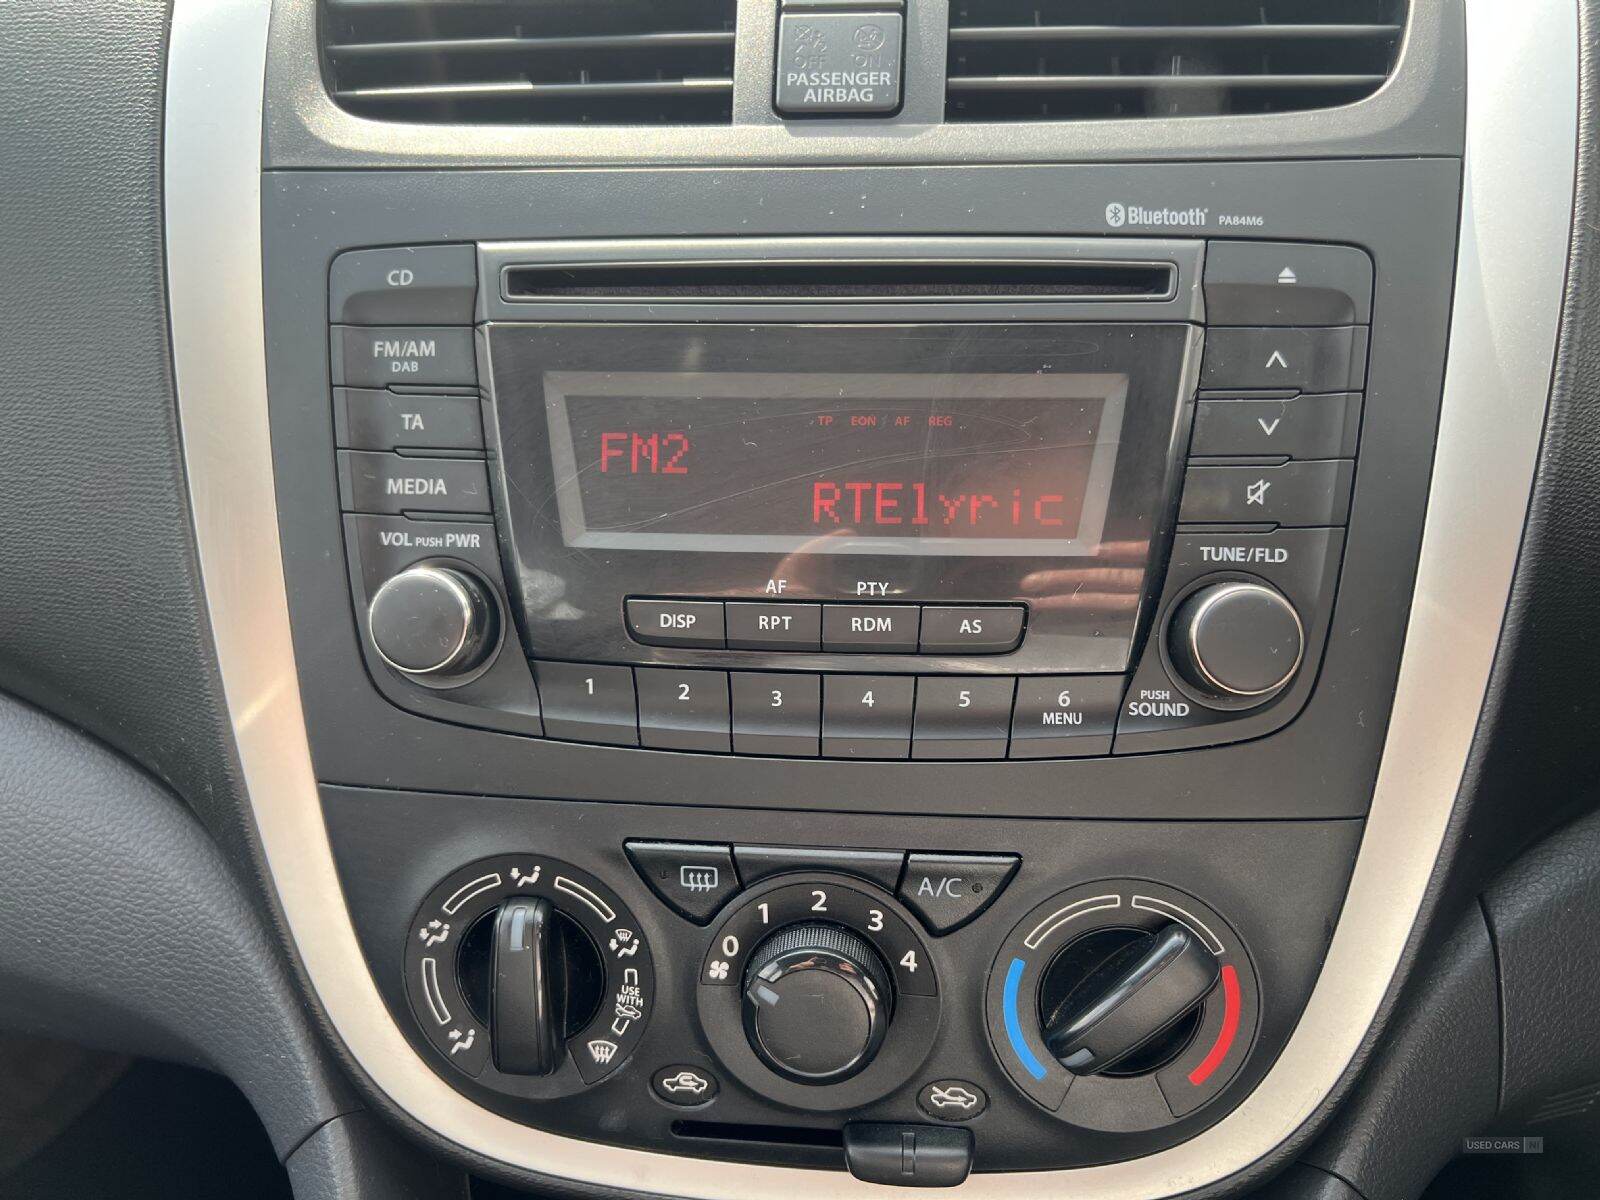 OFF ON
PASSENGER
AIRBAG
Bluetooth PA84M6
CD
FM/AM
DAB
TA
MEDIA
VOL PUSH PWR
TP EON AF REG
FM2
RTElyric
TUNE/FLD
AF PTY
DISP RPT RDM AS
1 2 3 4 5 6
MENU
PUSH
SOUND
A/C
0 1 2 3 4
USE
WITH
USED CARS NI